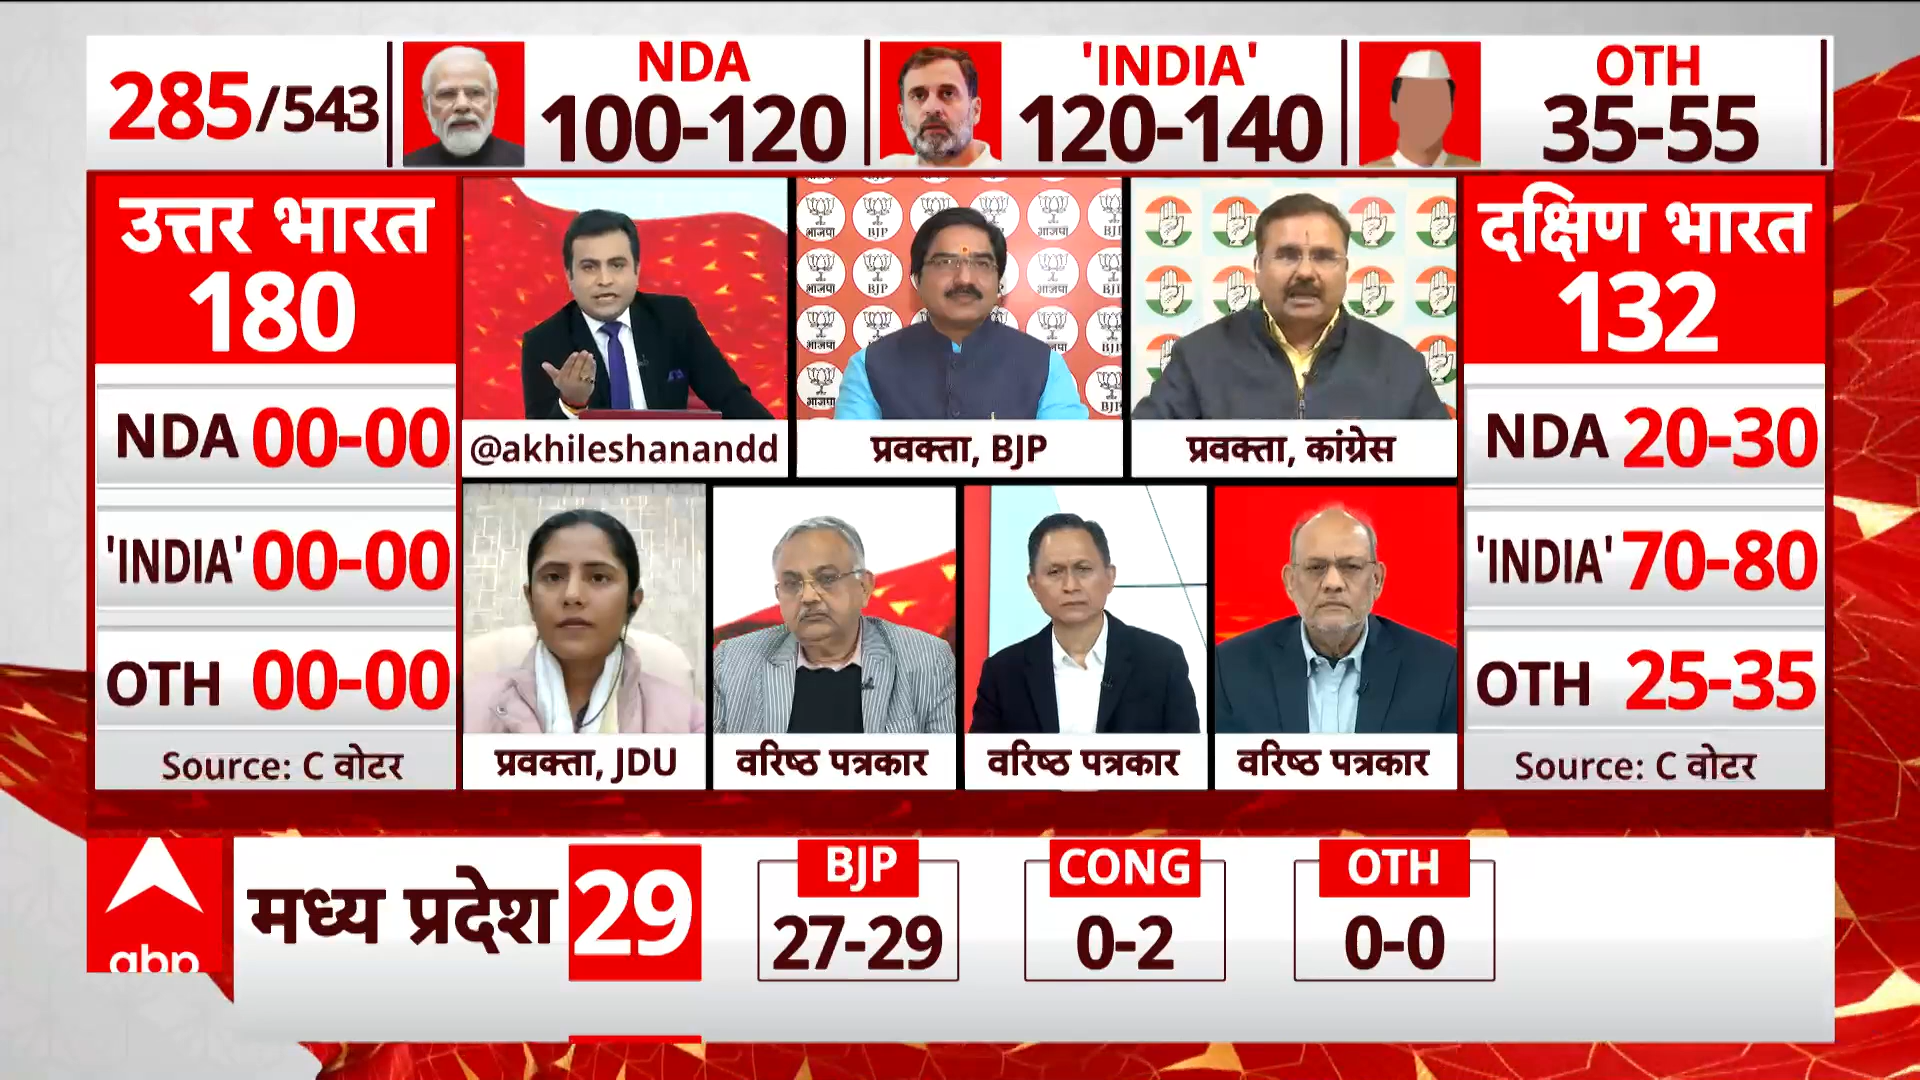 285/543
NDA
100-120
'INDIA'
120-140
OTH
35-55
उत्तर भारत
180
NDA 00-00
'INDIA' 00-00
OTH 00-00
Source: C वोटर
@akhileshanandd
प्रवक्ता, BJP
प्रवक्ता, कांग्रेस
प्रवक्ता, JDU
वरिष्ठ पत्रकार
वरिष्ठ पत्रकार
वरिष्ठ पत्रकार
दक्षिण भारत
132
NDA 20-30
'INDIA' 70-80
OTH 25-35
Source: C वोटर
भाजपा
BJP
abp
मध्य प्रदेश 29
BJP
27-29
CONG
0-2
OTH
0-0